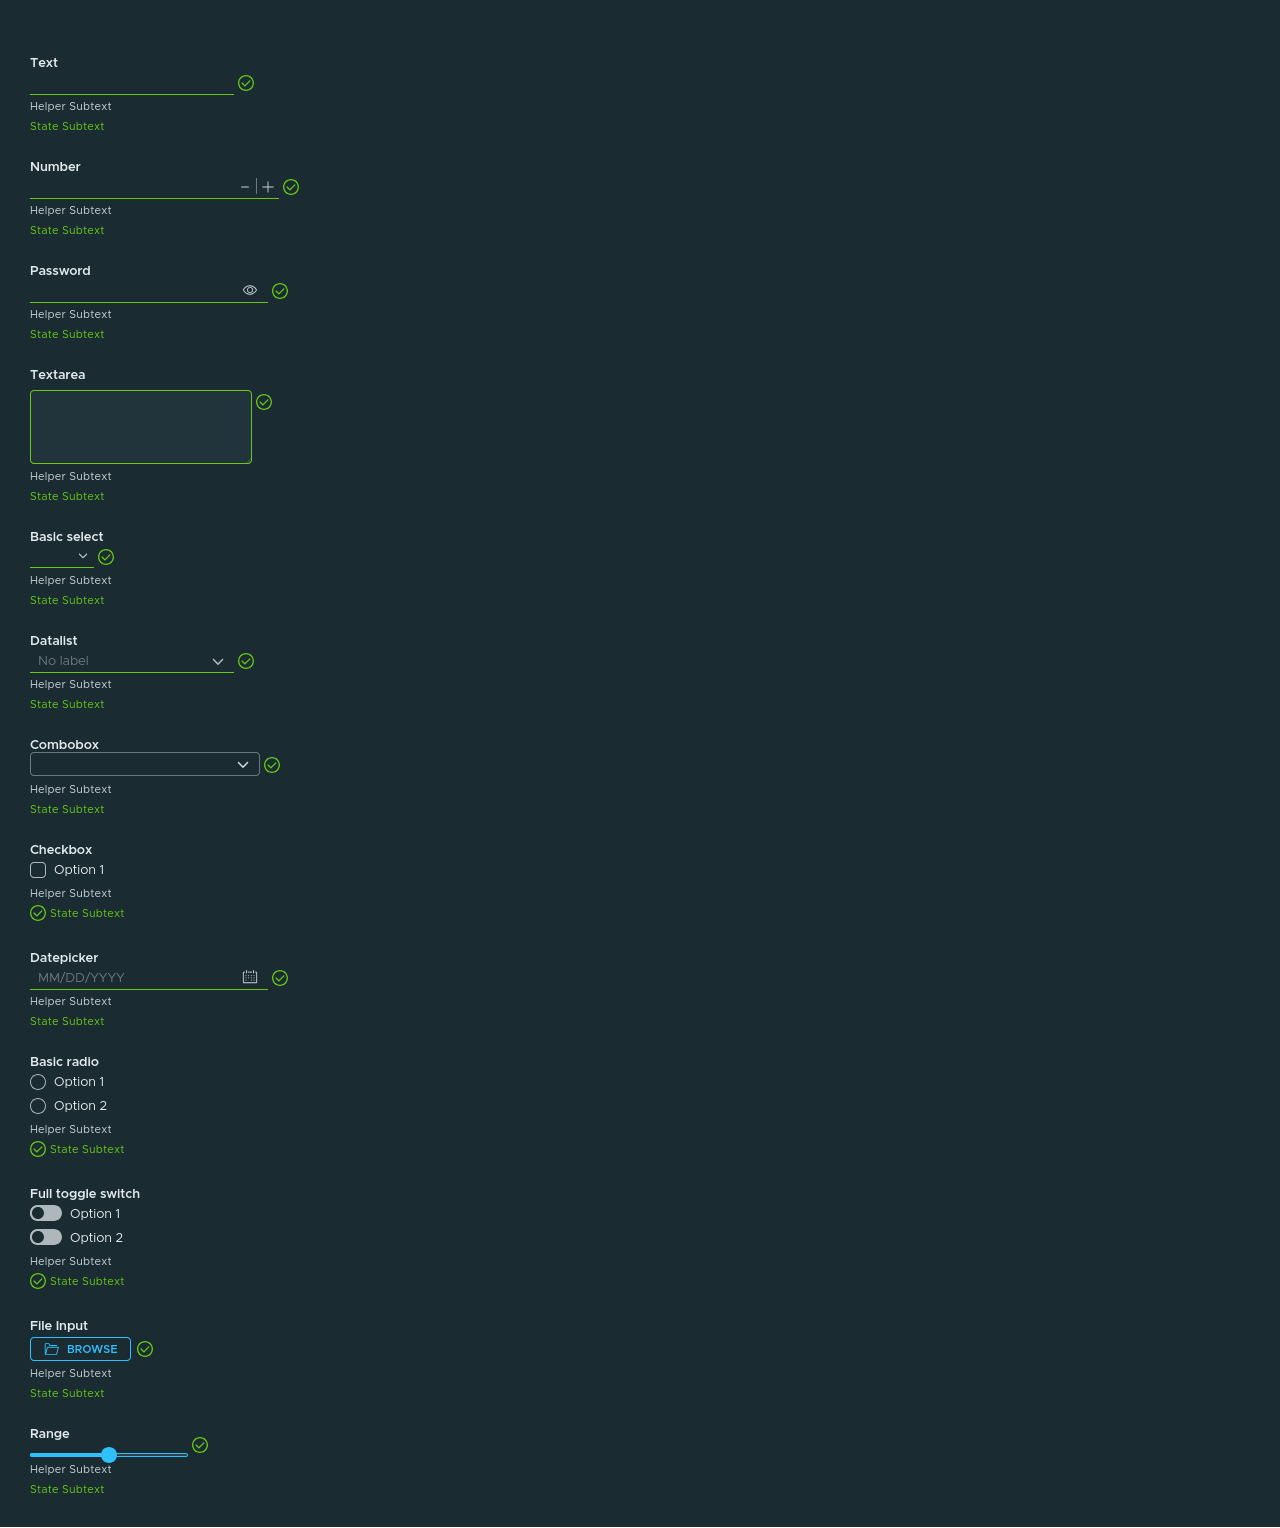 Text
Helper Subtext
State Subtext
Number
Helper Subtext
State Subtext
Password
Helper Subtext
State Subtext
Textarea
Helper Subtext
State Subtext
Basic select
Helper Subtext
State Subtext
Datalist
No label
Helper Subtext
State Subtext
Combobox
Helper Subtext
State Subtext
Checkbox
Option 1
Helper Subtext
State Subtext
Datepicker
MM/DD/YYYY
Helper Subtext
State Subtext
Basic radio
Option 1
Option 2
Helper Subtext
State Subtext
Full toggle switch
Option 1
Option 2
Helper Subtext
State Subtext
File Input
BROWSE
Helper Subtext
State Subtext
Range
Helper Subtext
State Subtext